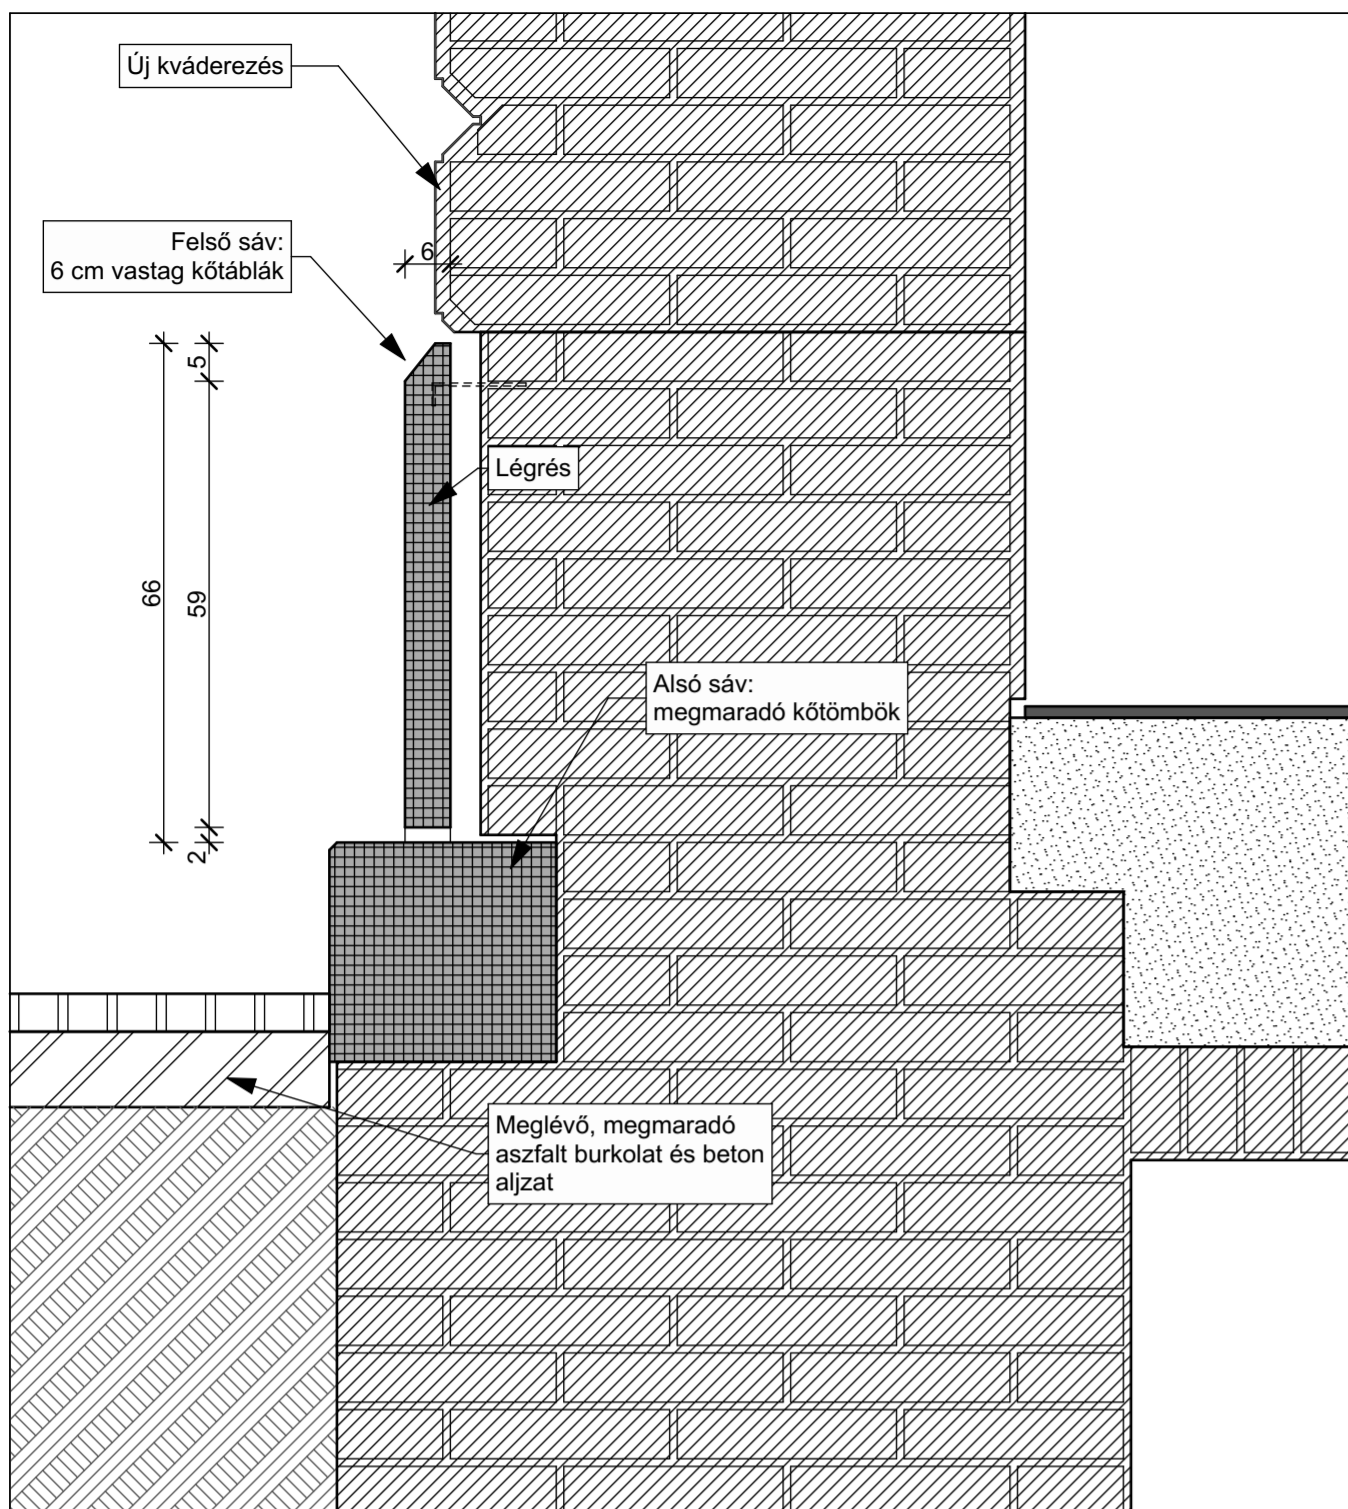 Új kváderezés
Felső sáv:
6 cm vastag kőtáblák
6
5
Légrés
66
59
Alsó sáv:
megmaradó kőtömbök
2
Meglévő, megmaradó
aszfalt burkolat és beton
aljzat